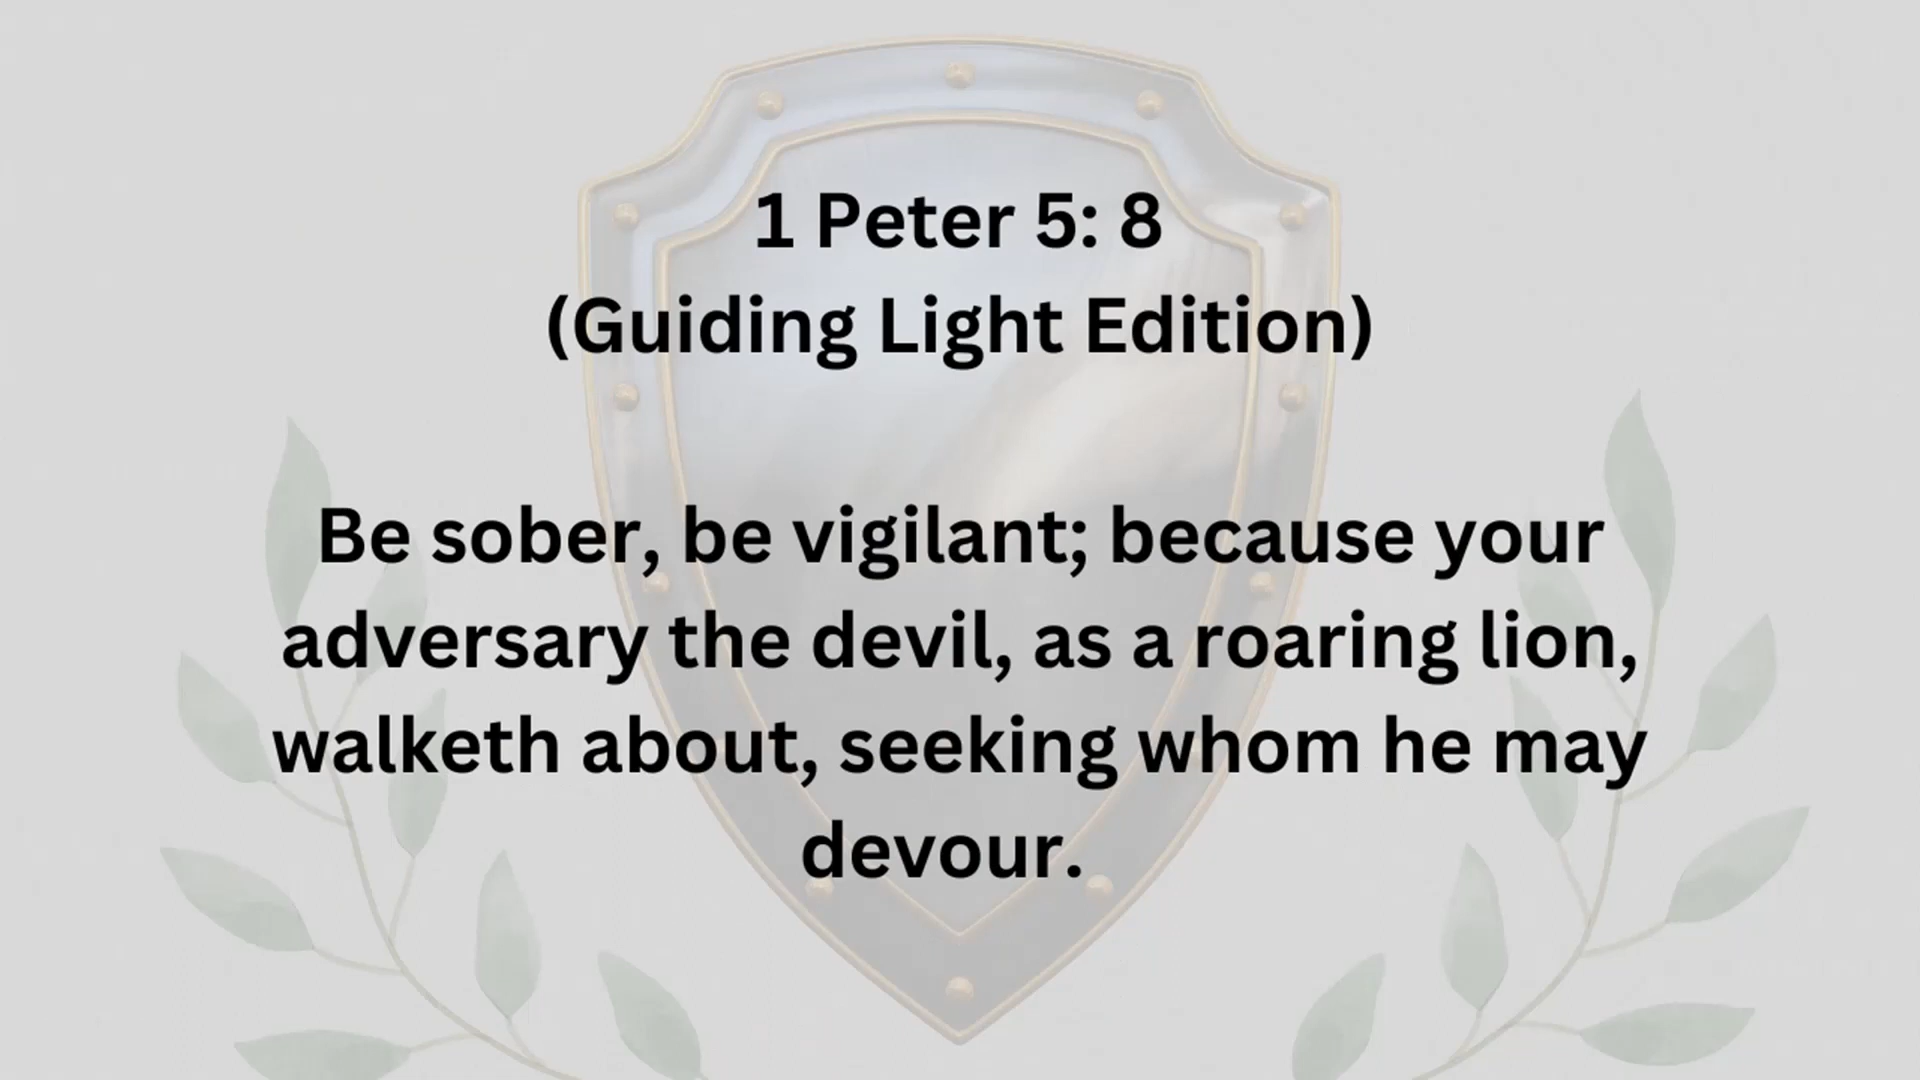 1 Peter 5: 8
(Guiding Light Edition)
Be sober, be vigilant; because your
adversary the devil, as a roaring lion,
walketh about, seeking whom he may
devour.